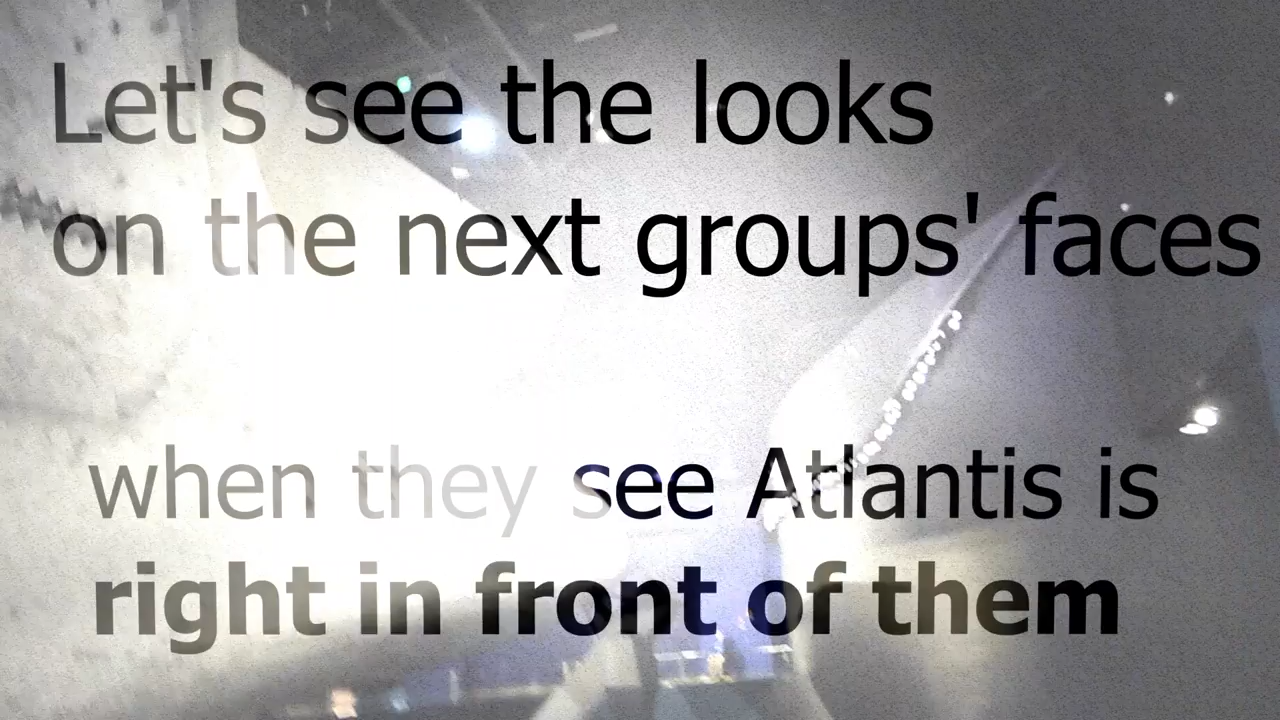 Let's see the looks
on the next groups' faces
when they see Atlantis is
right in front of them